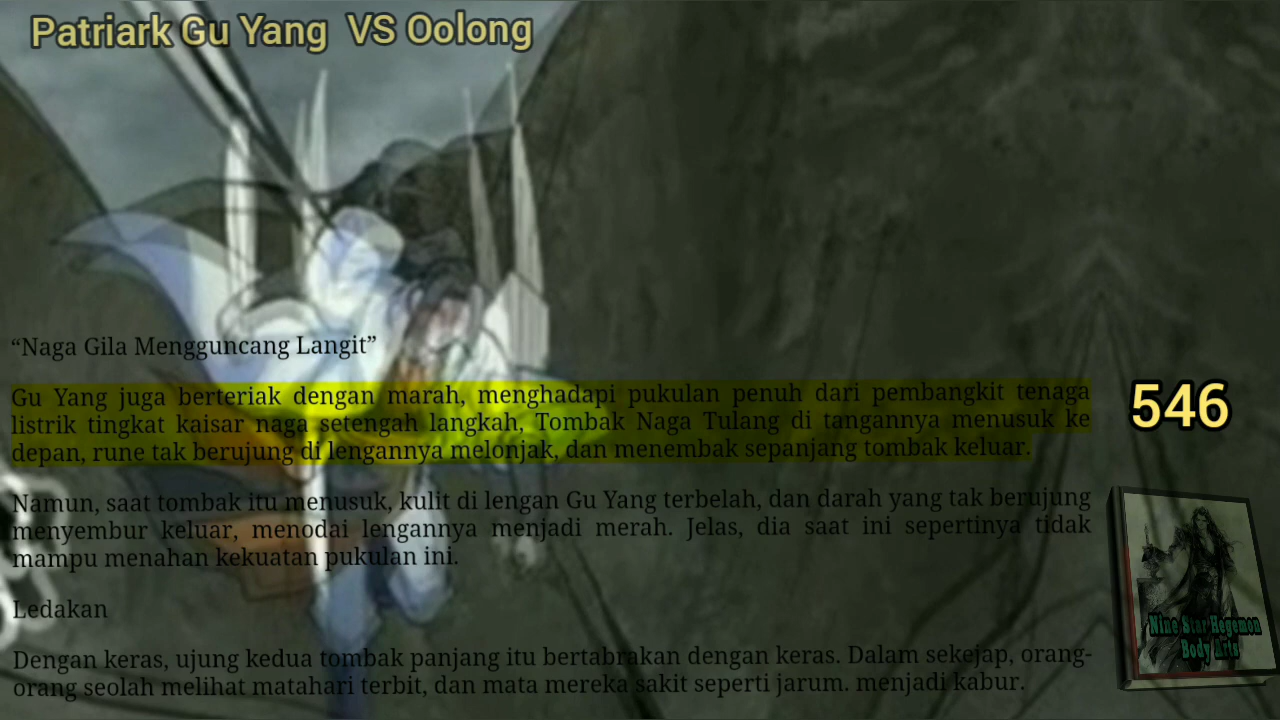 Patriark Gu Yang VS Oolong
“Naga Gila Mengguncang Langit”
Gu Yang juga berteriak dengan marah, menghadapi pukulan penuh dari pembangkit tenaga
listrik tingkat kaisar naga setengah langkah, Tombak Naga Tulang di tangannya menusuk ke
depan, rune tak berujung di lengannya melonjak, dan menembak sepanjang tombak keluar.
546
Namun, saat tombak itu menusuk, kulit di lengan Gu Yang terbelah, dan darah yang tak berujung
menyembur keluar, menodai lengannya menjadi merah. Jelas, dia saat ini sepertinya tidak
mampu menahan kekuatan pukulan ini.
Ledakan
Dengan keras, ujung kedua tombak panjang itu bertabrakan dengan keras. Dalam sekejap, orang-
orang seolah melihat matahari terbit, dan mata mereka sakit seperti jarum. menjadi kabur.
Nine Star Hegemon
Body Arts